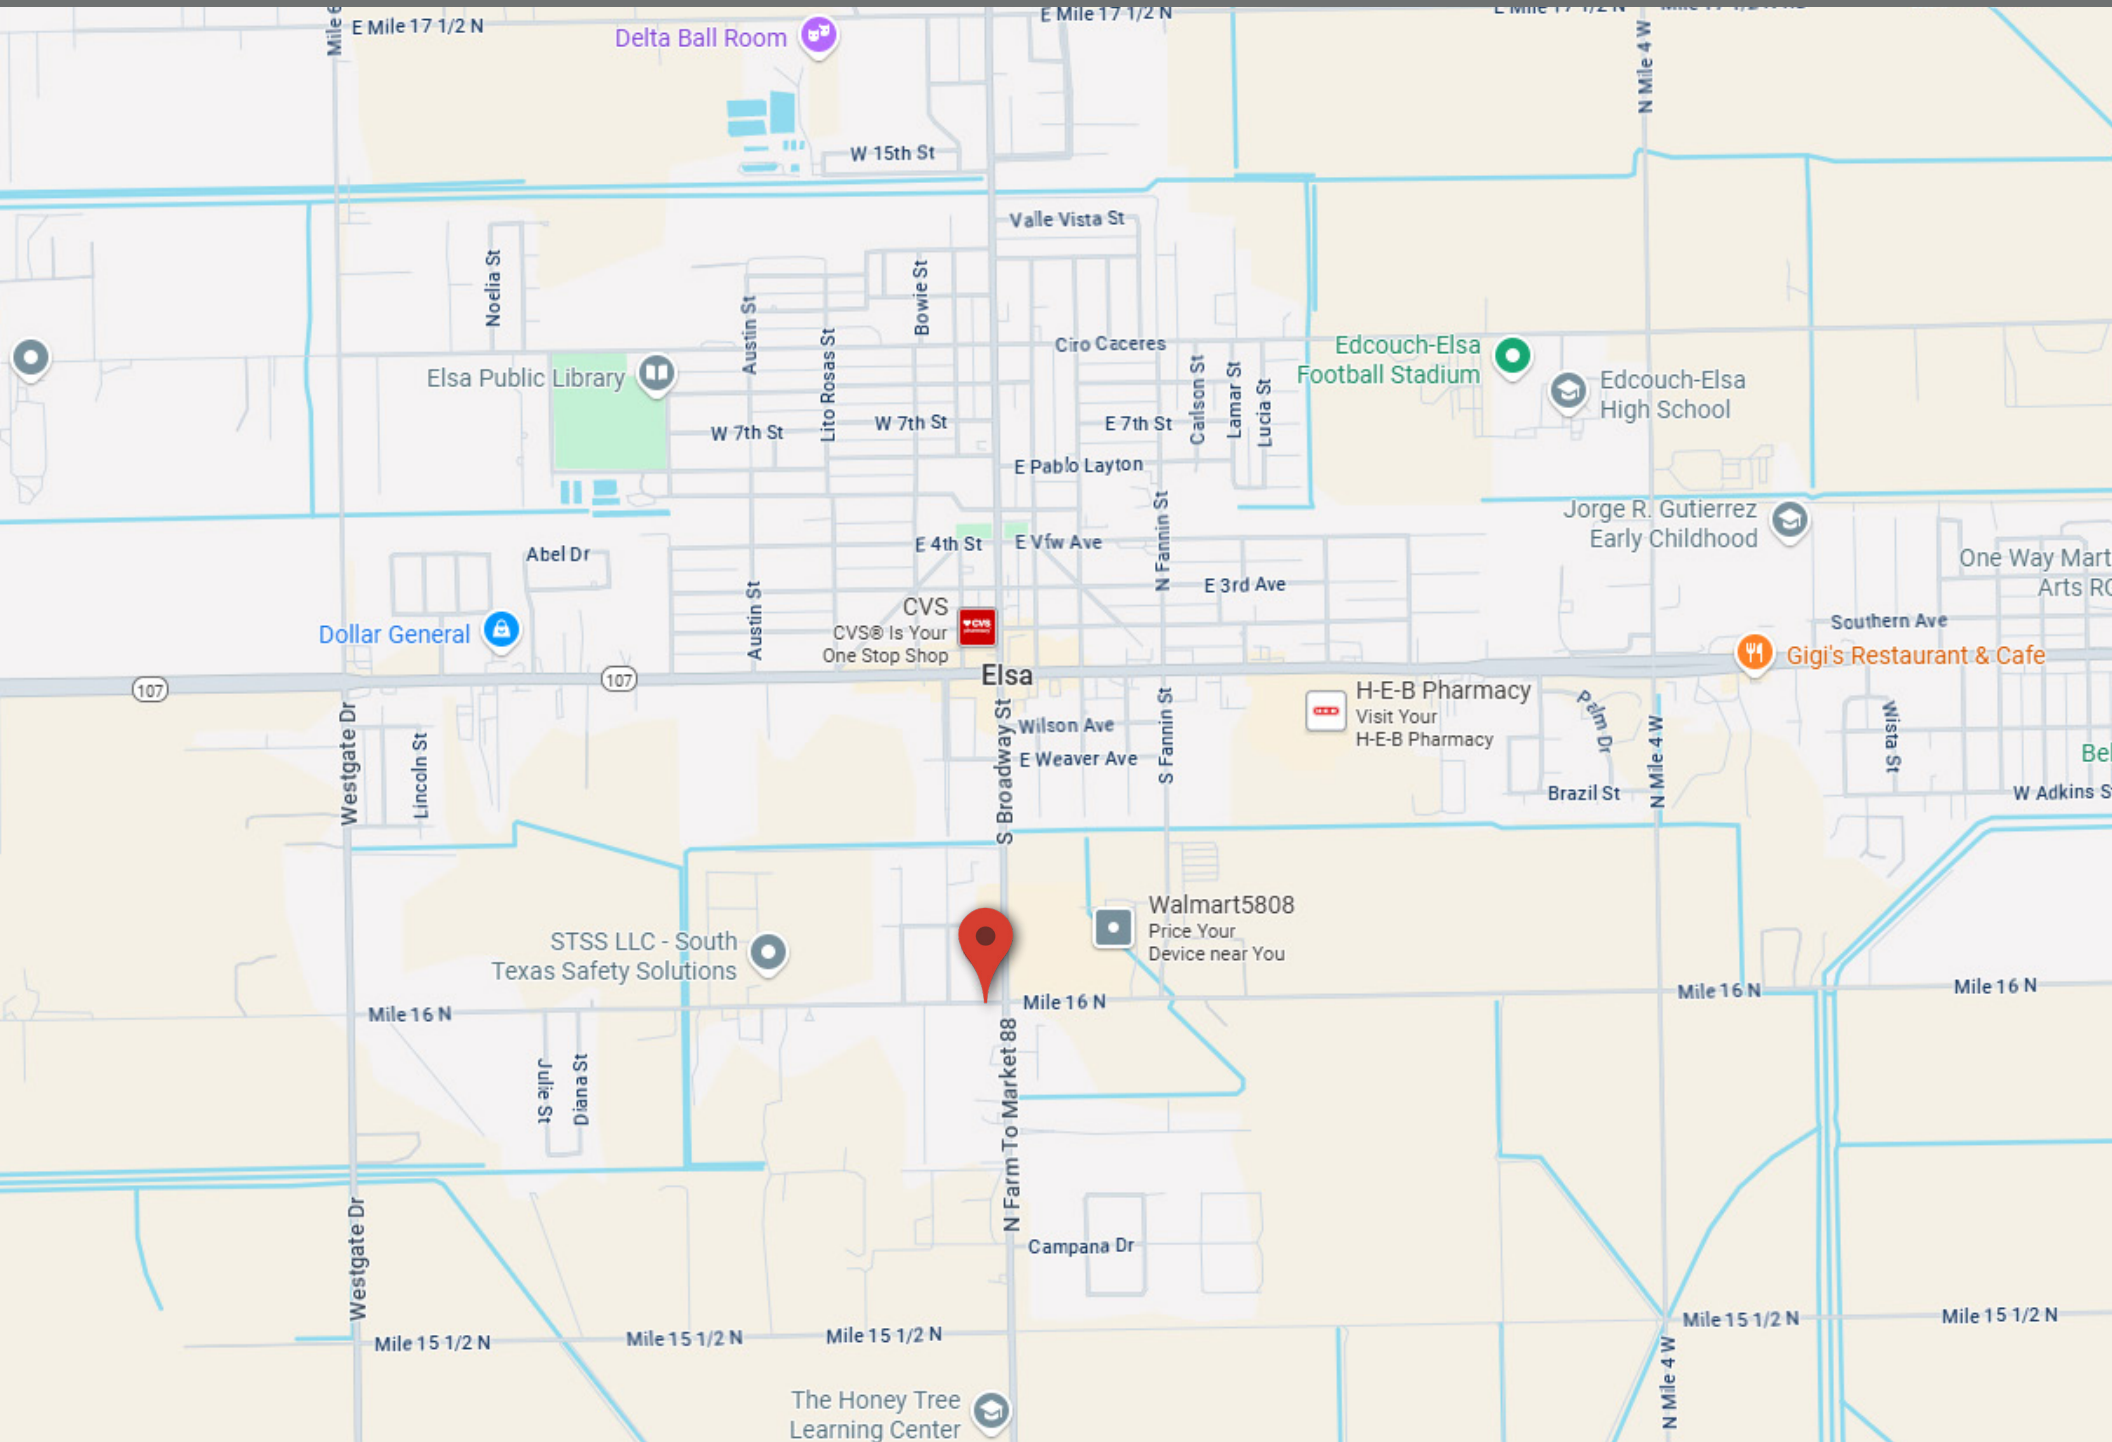 E Mile 17 1/2 N
E Mile 17 1/2 N
Delta Ball Room
N Mile 4 W
W 15th St
Valle Vista St
Noelia St
Bowie St
Austin St
Lito Rosas St
Ciro Caceres
Carlson St
Lamar St
Lucia St
Edcouch-Elsa
Football Stadium
Edcouch-Elsa
High School
Elsa Public Library
W 7th St
W 7th St
E 7th St
E Pablo Layton
N Fannin St
Jorge R. Gutierrez
Early Childhood
E 4th St
E Vfw Ave
Abel Dr
One Way Mart
Arts
E 3rd Ave
Austin St
CVS
CVS® Is Your
One Stop Shop
Dollar General
Southern Ave
Gigi's Restaurant & Cafe
Elsa
107
107
H-E-B Pharmacy
Visit Your
H-E-B Pharmacy
Palm Dr
Wista St
Westgate Dr
Lincoln St
S Broadway St
Wilson Ave
E Weaver Ave
S Fannin St
N Mile 4 W
Bel
Brazil St
W Adkins S
Walmart5808
Price Your
Device near You
STSS LLC - South
Texas Safety Solutions
Mile 16 N
Mile 16 N
Mile 16 N
Mile 16 N
Julie St
Diana St
N Farm To Market 88
Westgate Dr
Campana Dr
Mile 15 1/2 N
Mile 15 1/2 N
Mile 15 1/2 N
Mile 15 1/2 N
Mile 15 1/2 N
N Mile 4 W
The Honey Tree
Learning Center